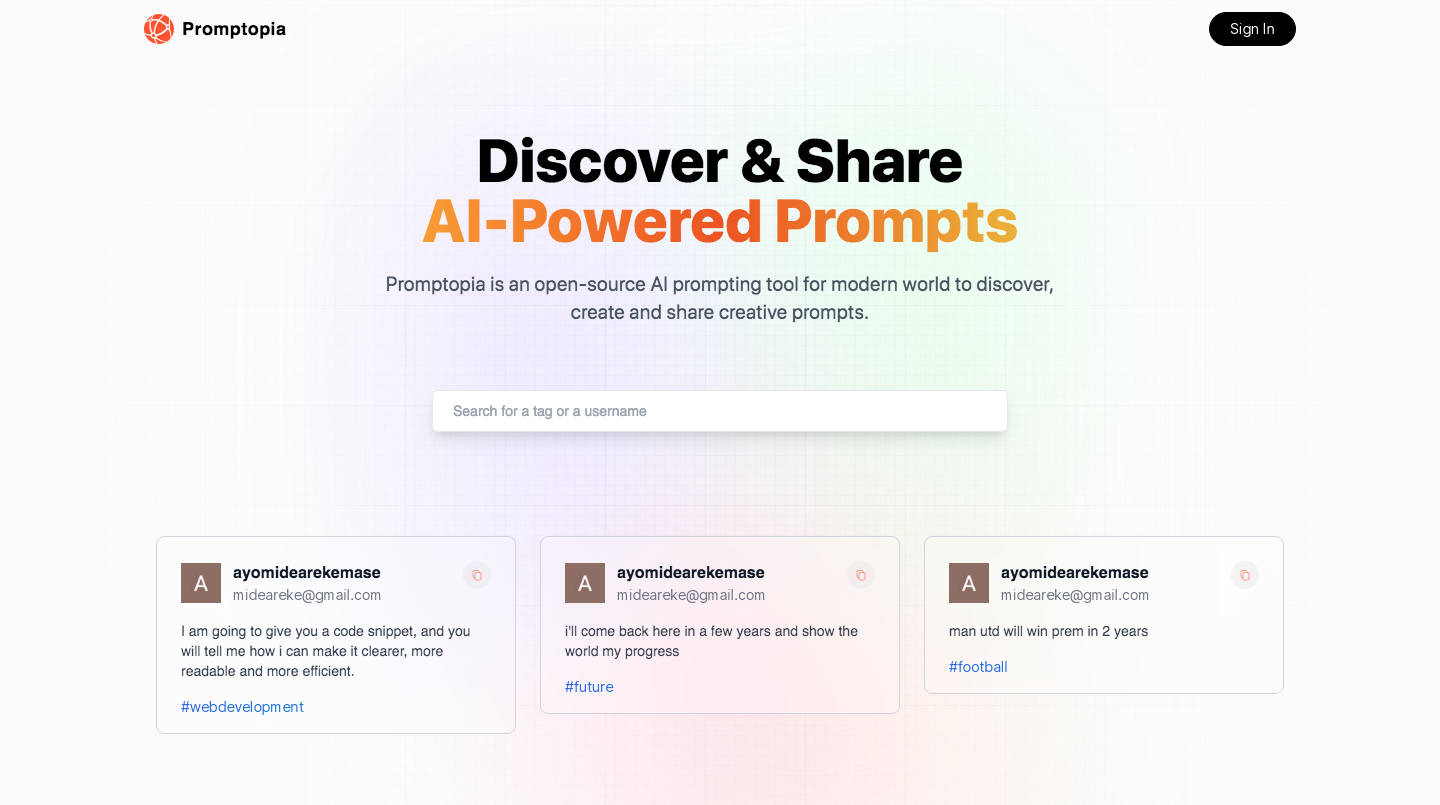 Promptopia
Sign In
Discover & Share
AI-Powered Prompts
Promptopia is an open-source AI prompting tool for modern world to discover,
create and share creative prompts.
Search for a tag or a username
A
ayomidearekemase
mideareke@gmail.com
I am going to give you a code snippet, and you
will tell me how i can make it clearer, more
readable and more efficient.
#webdevelopment
A
ayomidearekemase
mideareke@gmail.com
i'll come back here in a few years and show the
world my progress
#future
A
ayomidearekemase
mideareke@gmail.com
man utd will win prem in 2 years
#football